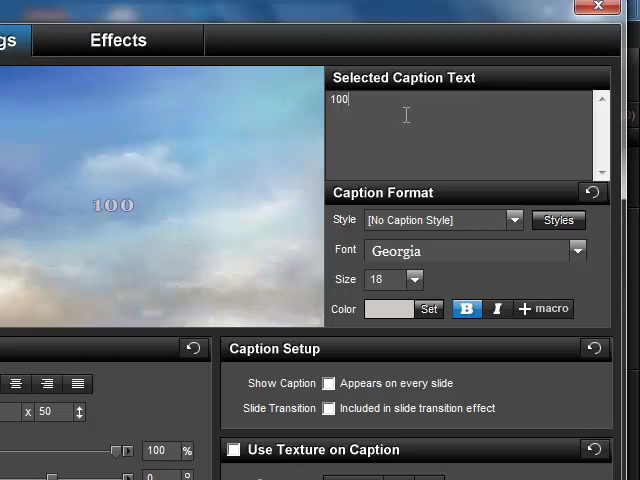 gs
Effects
Selected Caption Text
100
100
Caption Format
Style [No Caption Style] Styles
Font Georgia
Size 18
Color Set B I + macro
Caption Setup
Show Caption Appears on every slide
Slide Transition Included in slide transition effect
x 50
100 %
Use Texture on Caption
0 °